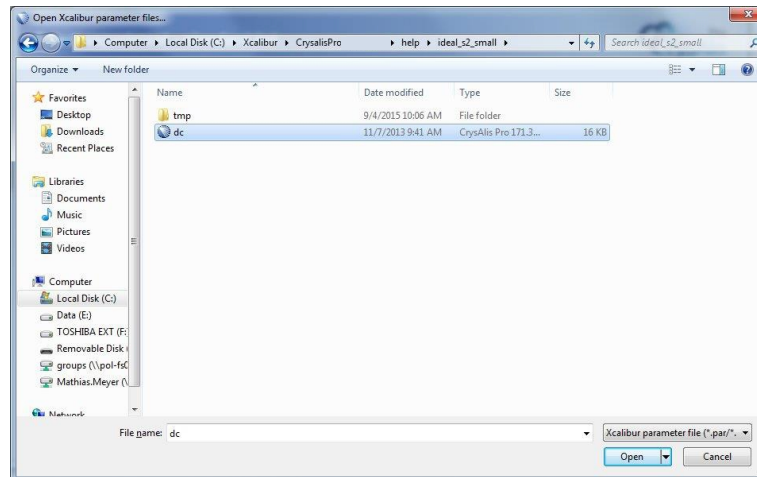 Open Xcalibur parameter files...
Computer ▸ Local Disk (C:) ▸ Xcalibur ▸ CrysalisPro ▸ help ▸ ideal_s2_small ▸ Search ideal_s2_small
Organize New folder
Favorites
Desktop
Downloads
Recent Places
Libraries
Documents
Music
Pictures
Videos
Computer
Local Disk (C:)
Data (E:)
TOSHIBA EXT (F:
Removable Disk
groups (\\pol-fs
Mathias.Meyer (\
Network
Name Date modified Type Size
tmp 9/4/2015 10:06 AM File folder
dc 11/7/2013 9:41 AM CrysAlis Pro 171.3... 16 KB
File name: dc Xcalibur parameter file (*.par/*.
Open Cancel